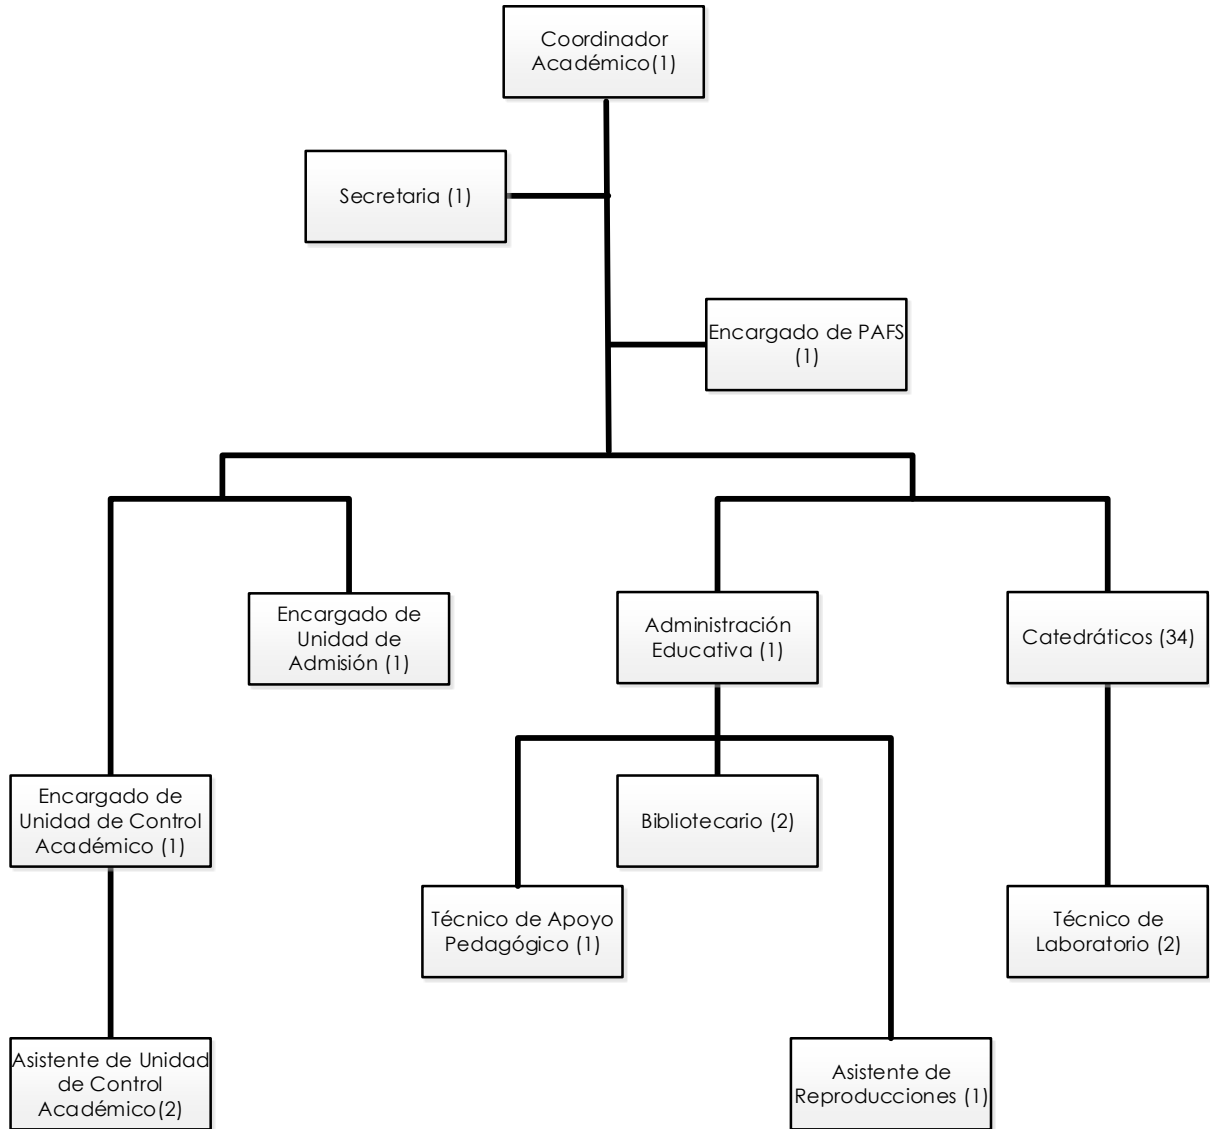 Coordinador
Académico(1)
Secretaria (1)
Encargado de PAFS
(1)
Encargado de
Unidad de
Admisión (1)
Administración
Educativa (1)
Catedráticos (34)
Encargado de
Unidad de Control
Académico (1)
Bibliotecario (2)
Técnico de Apoyo
Pedagógico (1)
Técnico de
Laboratorio (2)
Asistente de Unidad
de Control
Académico(2)
Asistente de
Reproducciones (1)